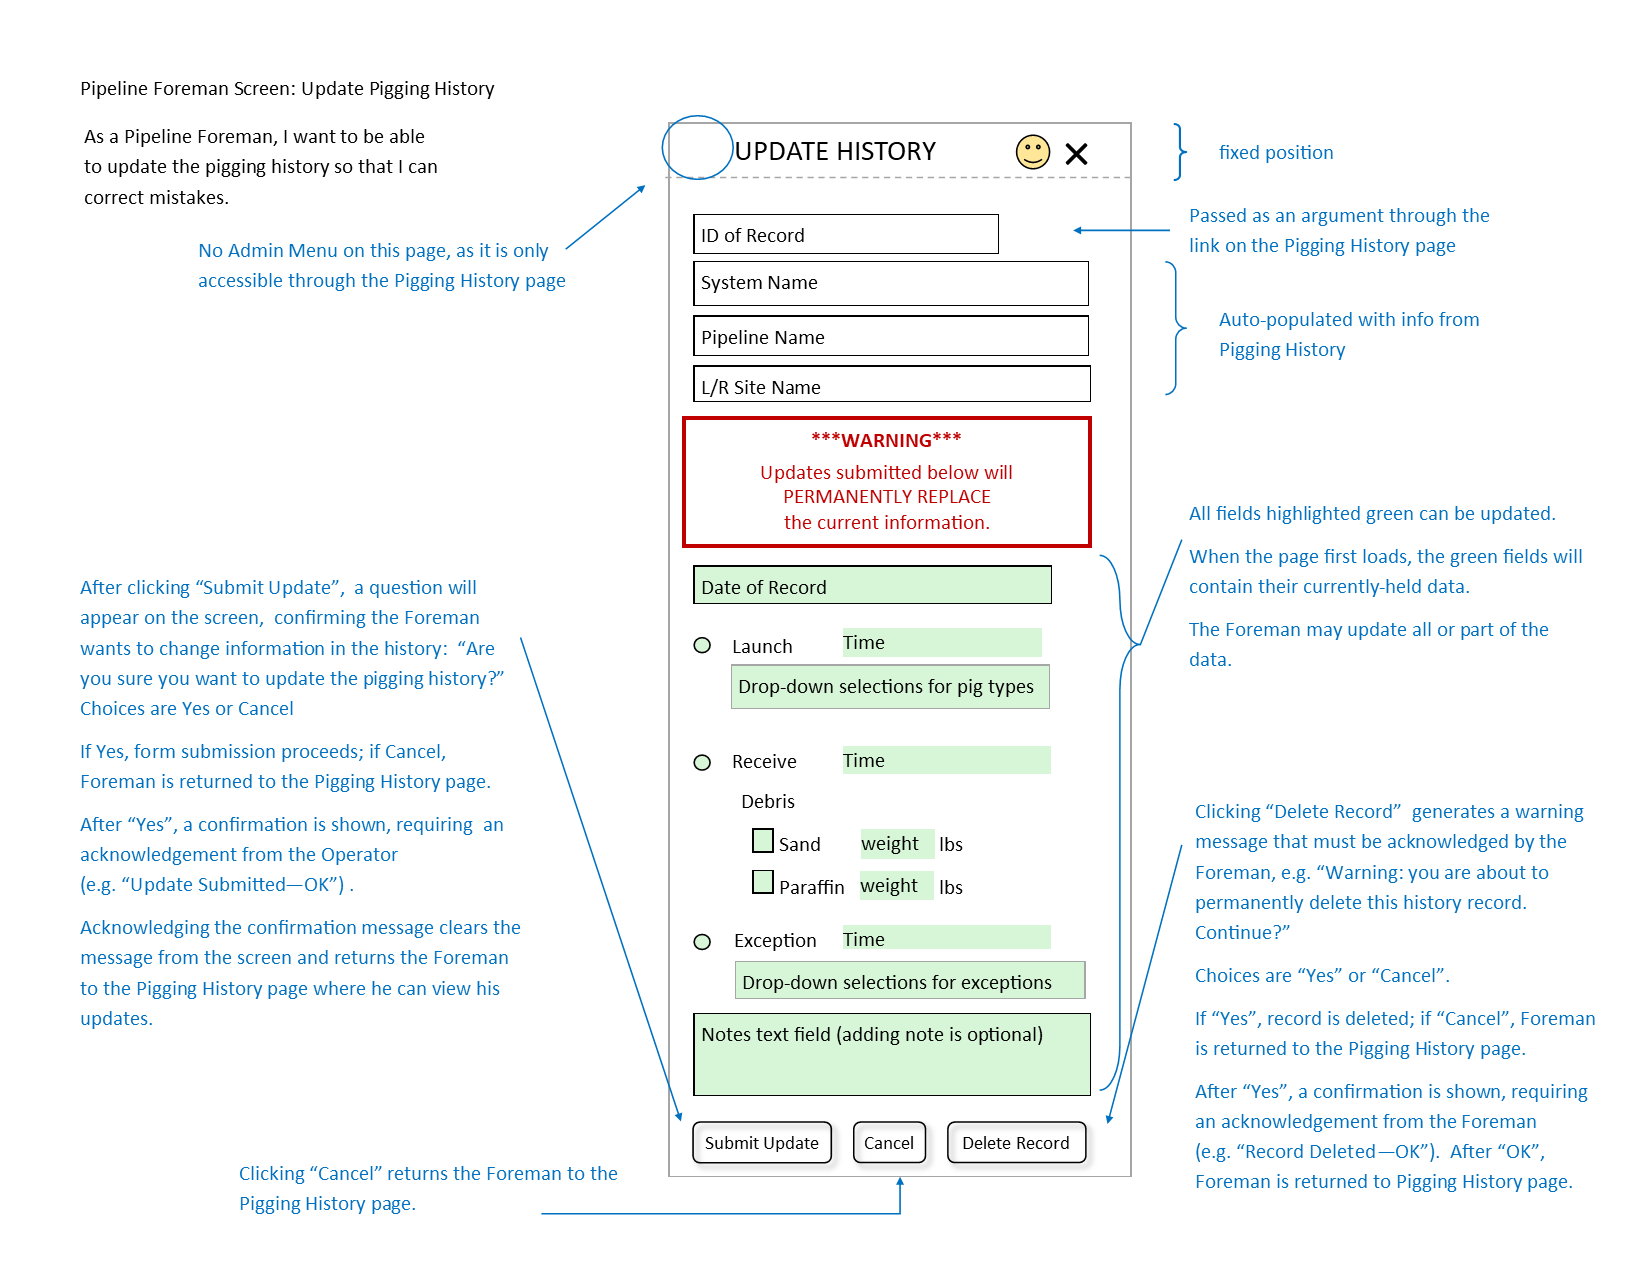 Pipeline Foreman Screen: Update Pigging History
As a Pipeline Foreman, I want to be able
to update the pigging history so that I can
correct mistakes.
No Admin Menu on this page, as it is only
accessible through the Pigging History page
UPDATE HISTORY
fixed position
ID of Record
Passed as an argument through the
link on the Pigging History page
System Name
Pipeline Name
L/R Site Name
Auto-populated with info from
Pigging History
***WARNING***
Updates submitted below will
PERMANENTLY REPLACE
the current information.
All fields highlighted green can be updated.
When the page first loads, the green fields will
contain their currently-held data.
The Foreman may update all or part of the
data.
Date of Record
Launch Time
Drop-down selections for pig types
Receive Time
Debris
Sand weight lbs
Paraffin weight lbs
Exception Time
Drop-down selections for exceptions
Notes text field (adding note is optional)
Submit Update Cancel Delete Record
After clicking “Submit Update”,  a question will
appear on the screen,  confirming the Foreman
wants to change information in the history:  “Are
you sure you want to update the pigging history?”
Choices are Yes or Cancel
If Yes, form submission proceeds; if Cancel,
Foreman is returned to the Pigging History page.
After “Yes”, a confirmation is shown, requiring  an
acknowledgement from the Operator
(e.g. “Update Submitted—OK”) .
Acknowledging the confirmation message clears the
message from the screen and returns the Foreman
to the Pigging History page where he can view his
updates.
Clicking “Cancel” returns the Foreman to the
Pigging History page.
Clicking “Delete Record”  generates a warning
message that must be acknowledged by the
Foreman, e.g. “Warning: you are about to
permanently delete this history record.
Continue?”
Choices are “Yes” or “Cancel”.
If “Yes”, record is deleted; if “Cancel”, Foreman
is returned to the Pigging History page.
After “Yes”, a confirmation is shown, requiring
an acknowledgement from the Foreman
(e.g. “Record Deleted—OK”).  After “OK”,
Foreman is returned to Pigging History page.